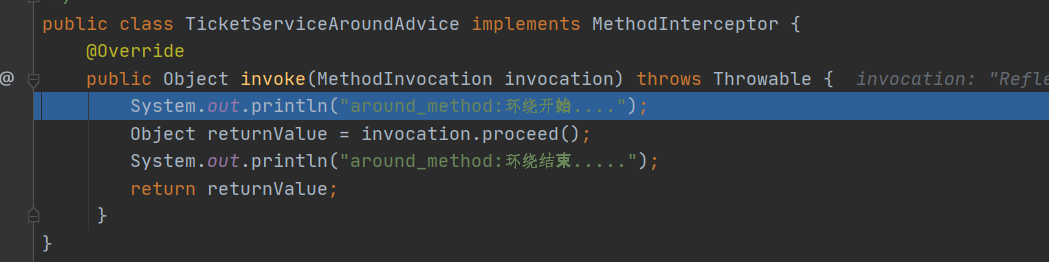 public class TicketServiceAroundAdvice implements MethodInterceptor {
@Override
@ public Object invoke(MethodInvocation invocation) throws Throwable { invocation: "Refle
System.out.println("around_method:环绕开始....");
Object returnValue = invocation.proceed();
System.out.println("around_method:环绕结束.....");
return returnValue;
}
}